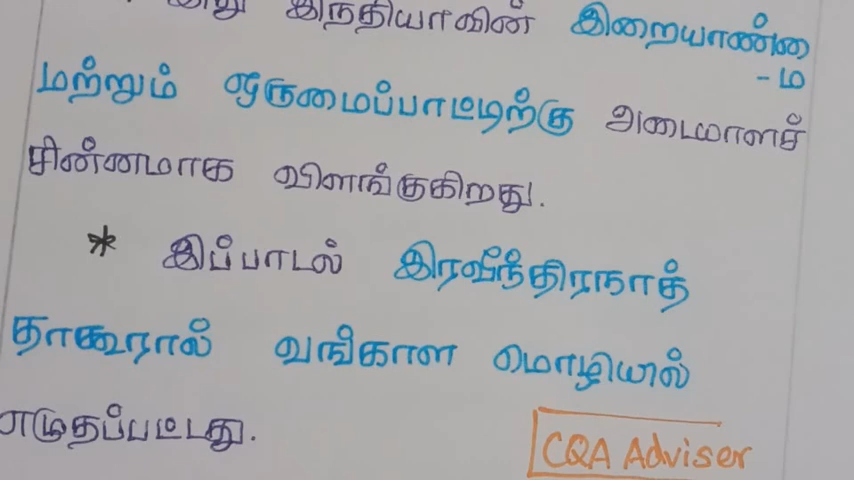 இது இந்தியாவின் இறையாண்மை
- ம
மற்றும் ஒருமைப்பாட்டிற்கு அடையாளச்
சின்னமாக விளங்குகிறது.
* இப்பாடல் இரவீந்திரநாத்
தாகூரால் வங்காள மொழியில்
எழுதப்பட்டது.
CQA Adviser